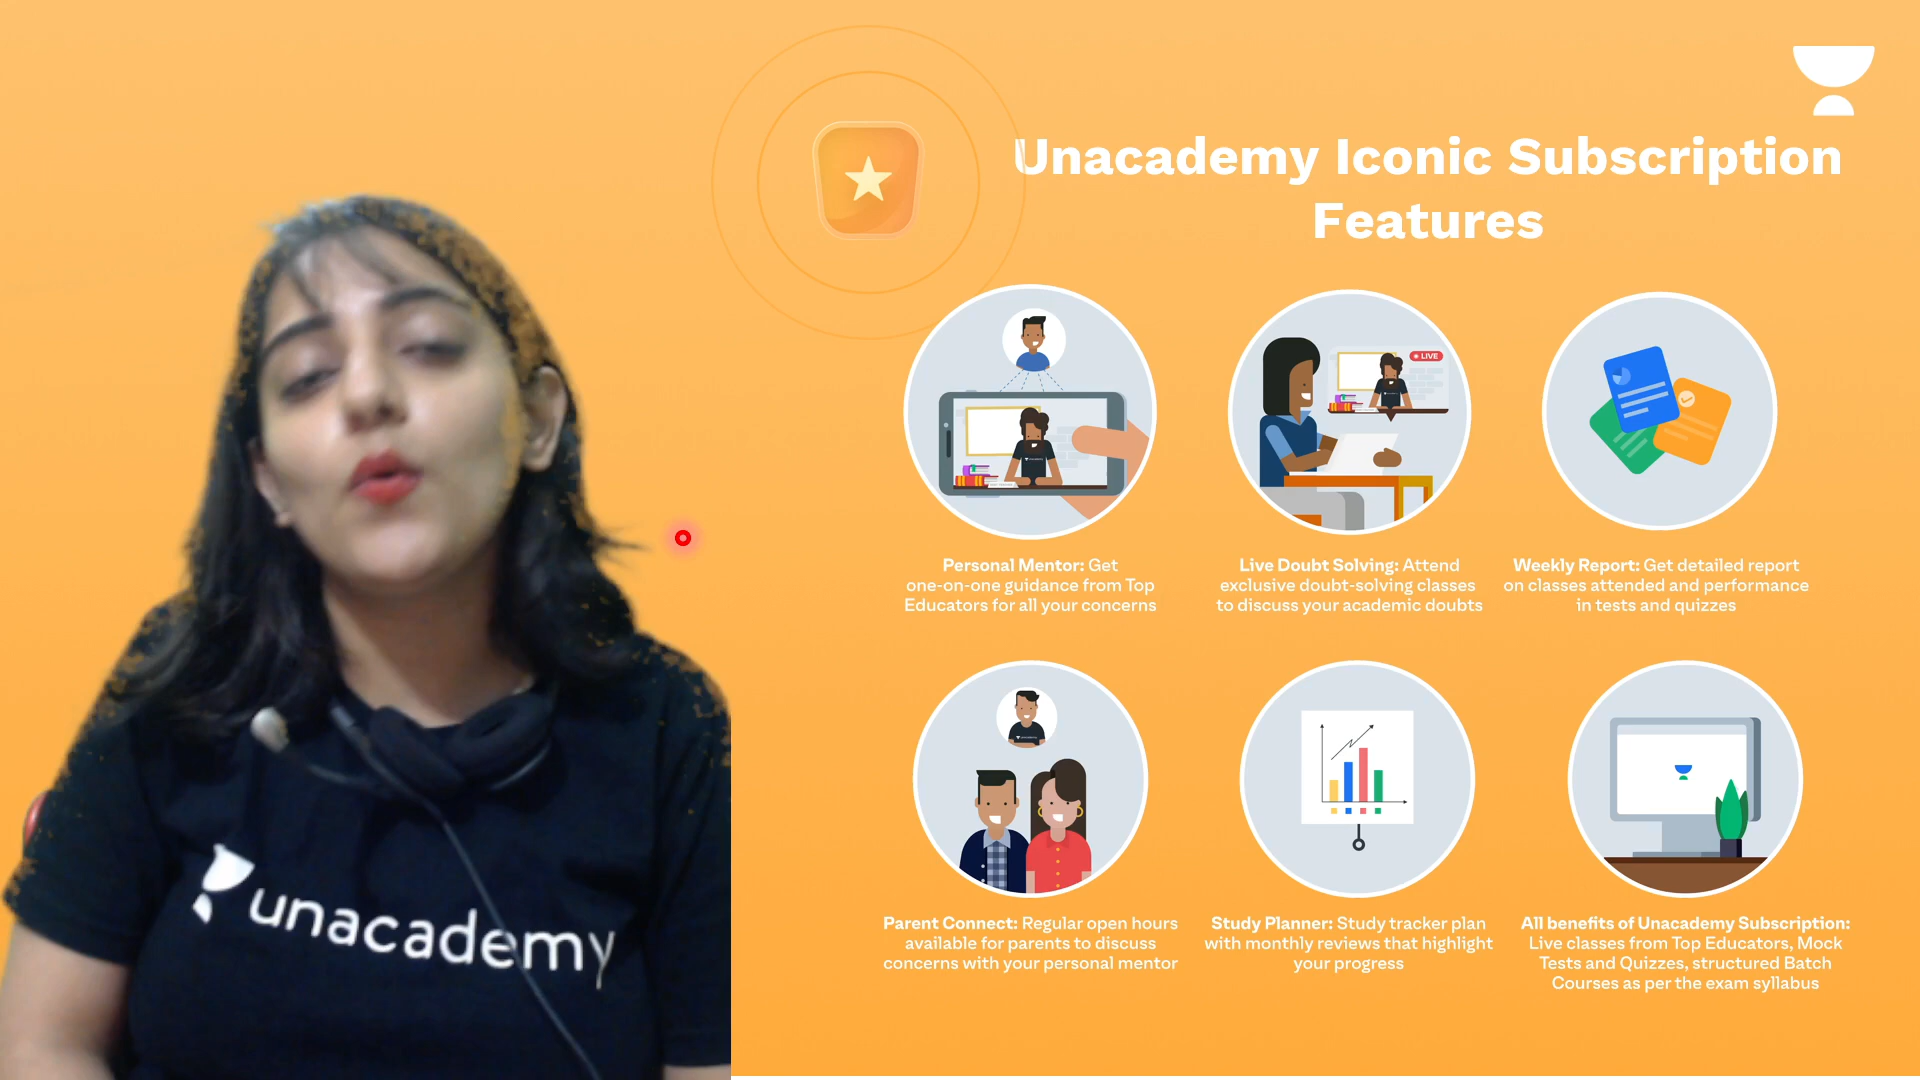 Unacademy Iconic Subscription
Features
LIVE
Personal Mentor: Get
one-on-one guidance from Top
Educators for all your concerns
Live Doubt Solving: Attend
exclusive doubt-solving classes
to discuss your academic doubts
Weekly Report: Get detailed report
on classes attended and performance
in tests and quizzes
Parent Connect: Regular open hours
available for parents to discuss
concerns with your personal mentor
Study Planner: Study tracker plan
with monthly reviews that highlight
your progress
All benefits of Unacademy Subscription:
Live classes from Top Educators, Mock
Tests and Quizzes, structured Batch
Courses as per the exam syllabus
unacademy